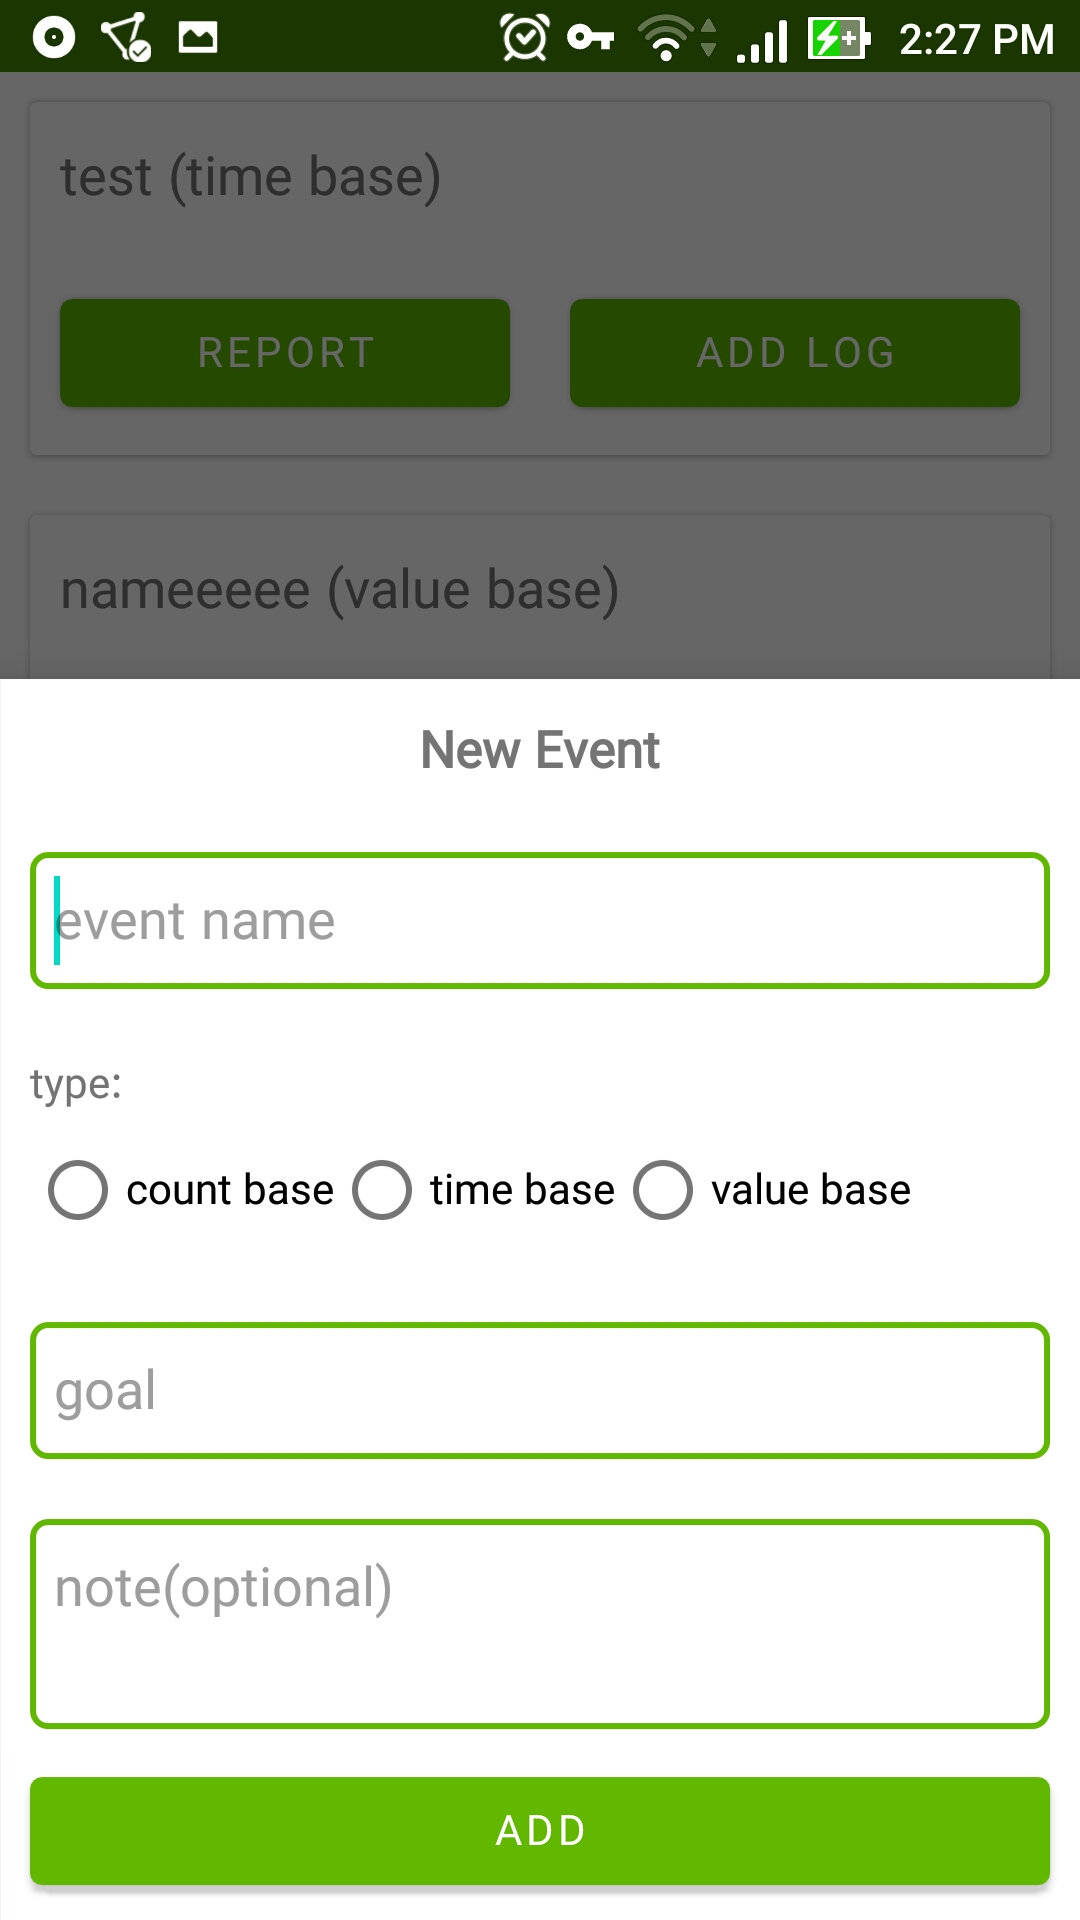 2:27 PM
test (time base)
REPORT ADD LOG
nameeeee (value base)
New Event
event name
type:
count base time base value base
goal
note(optional)
ADD